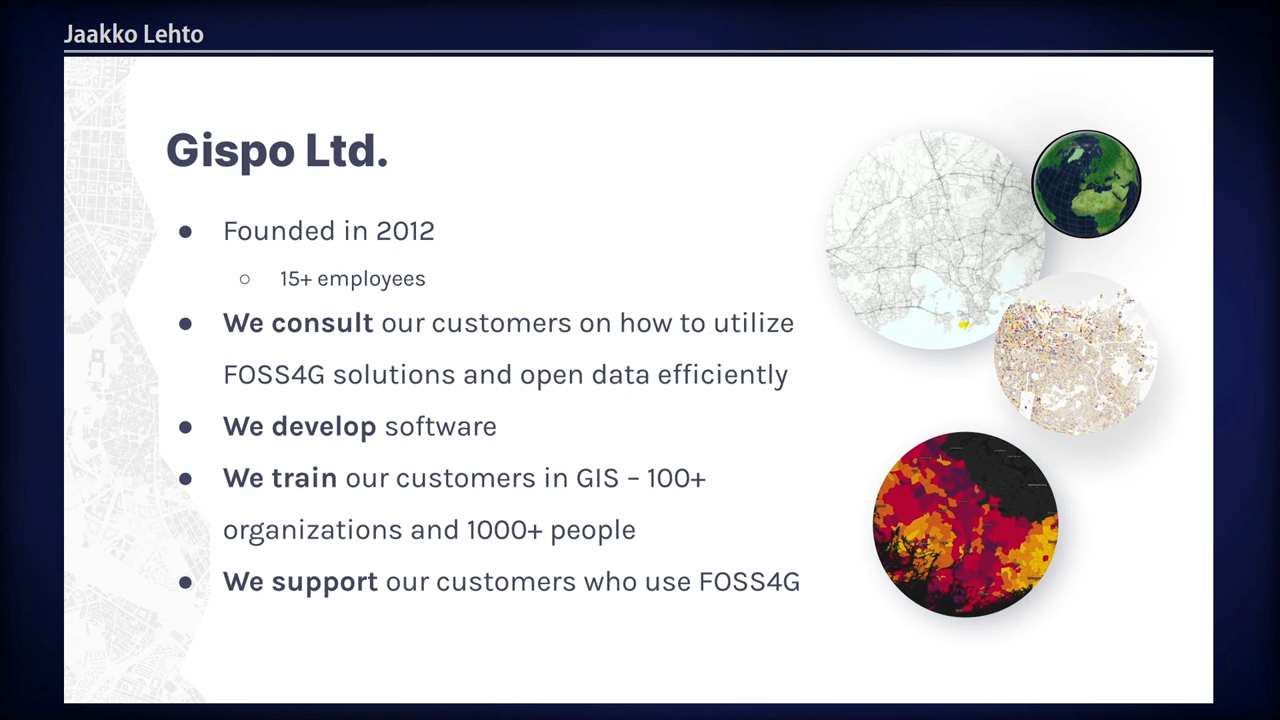 Jaakko Lehto
Gispo Ltd.
● Founded in 2012
○ 15+ employees
● We consult our customers on how to utilize
FOSS4G solutions and open data efficiently
● We develop software
● We train our customers in GIS – 100+
organizations and 1000+ people
● We support our customers who use FOSS4G